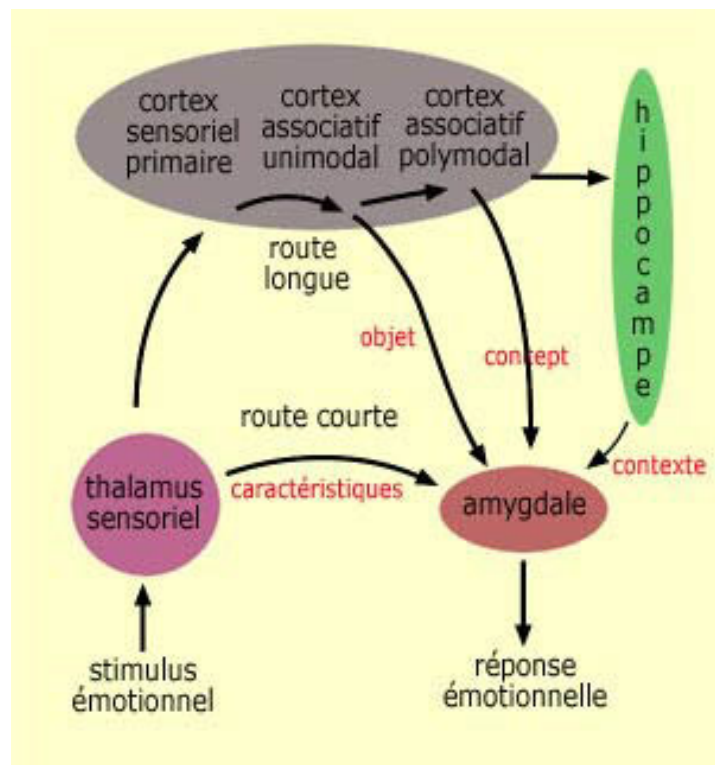 cortex
sensoriel
primaire
cortex
associatif
unimodal
cortex
associatif
polymodal
hippocampe
route
longue
objet
concept
route courte
caractéristiques
contexte
thalamus
sensoriel
amygdale
stimulus
émotionnel
réponse
émotionnelle